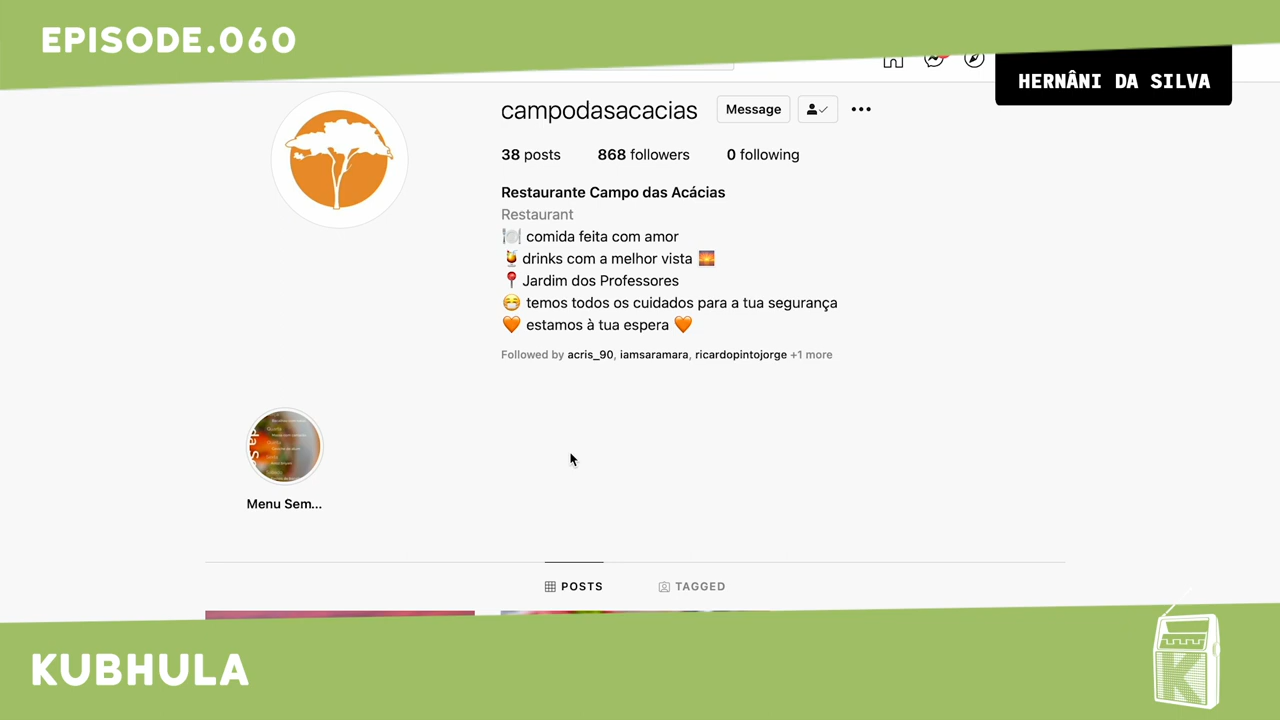 EPISODE.060
HERNÂNI DA SILVA
campodasacacias
Message
38 posts
868 followers
0 following
Restaurante Campo das Acácias
Restaurant
🍽️ comida feita com amor
🍹 drinks com a melhor vista 🌅
📍 Jardim dos Professores
😷 temos todos os cuidados para a tua segurança
🧡 estamos à tua espera 🧡
Followed by acris_90, iamsaramara, ricardopintojorge +1 more
Menu Sem...
POSTS
TAGGED
KUBHULA
K